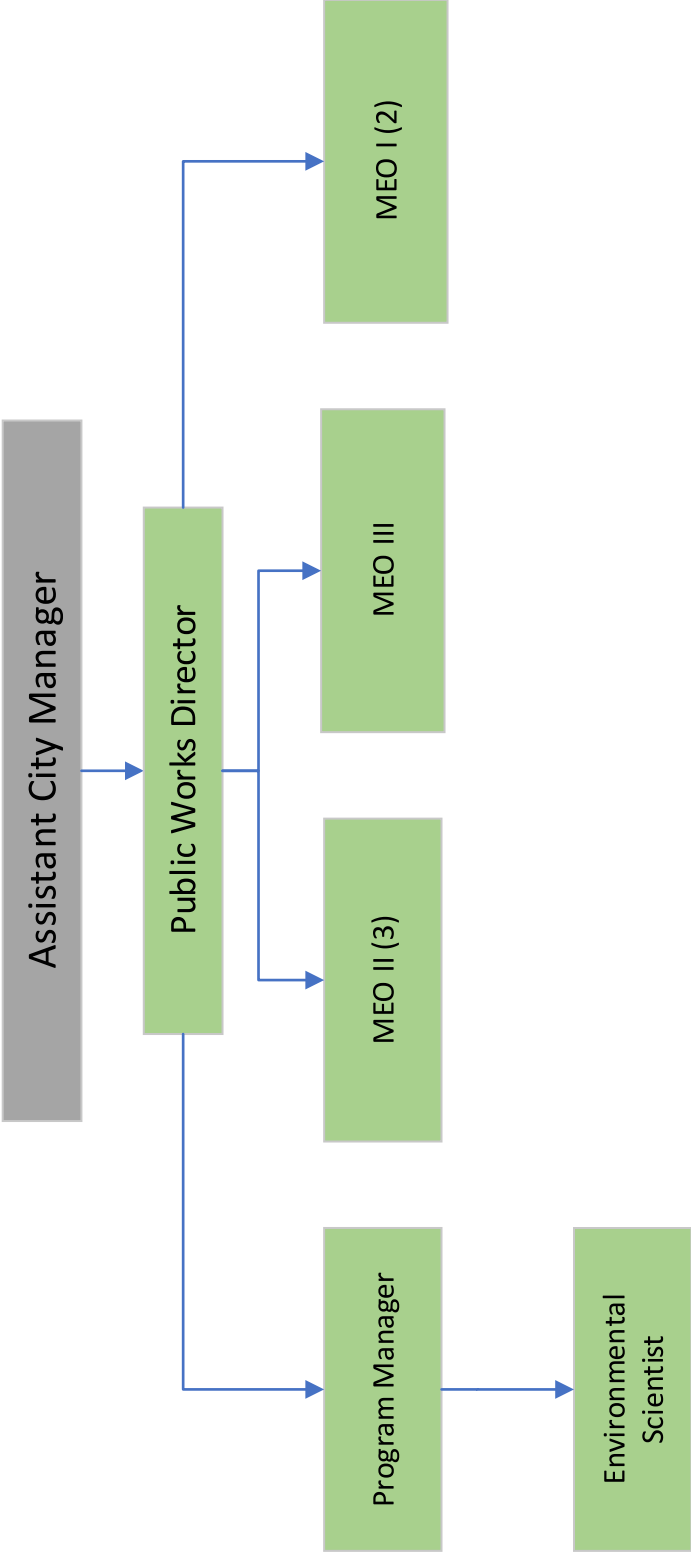 Assistant City Manager
Public Works Director
Program Manager
MEO II (3)
MEO III
MEO I (2)
Environmental
Scientist